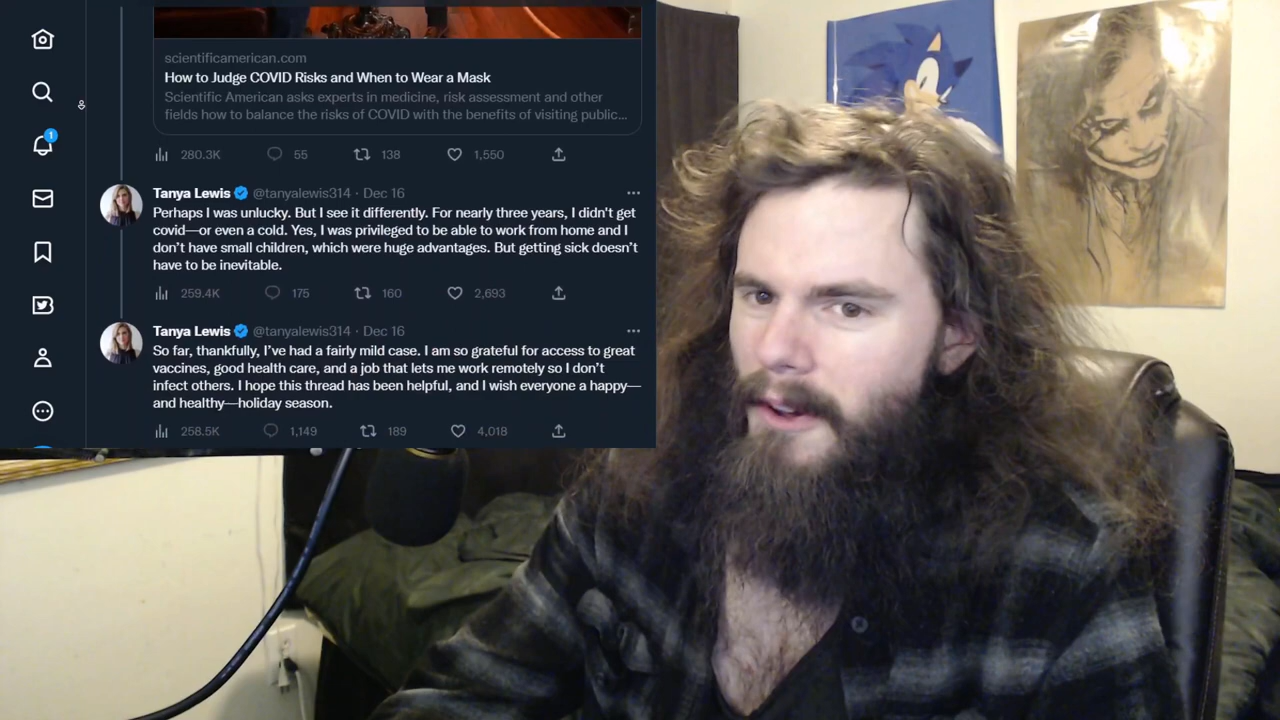 scientificamerican.com
How to Judge COVID Risks and When to Wear a Mask
Scientific American asks experts in medicine, risk assessment and other
fields how to balance the risks of COVID with the benefits of visiting public...
280.3K 55 138 1,550
1
Tanya Lewis @tanyalewis314 · Dec 16
Perhaps I was unlucky. But I see it differently. For nearly three years, I didn't get
covid—or even a cold. Yes, I was privileged to be able to work from home and I
don't have small children, which were huge advantages. But getting sick doesn't
have to be inevitable.
259.4K 175 160 2,693
Tanya Lewis @tanyalewis314 · Dec 16
So far, thankfully, I've had a fairly mild case. I am so grateful for access to great
vaccines, good health care, and a job that lets me work remotely so I don't
infect others. I hope this thread has been helpful, and I wish everyone a happy—
and healthy—holiday season.
258.5K 1,149 189 4,018